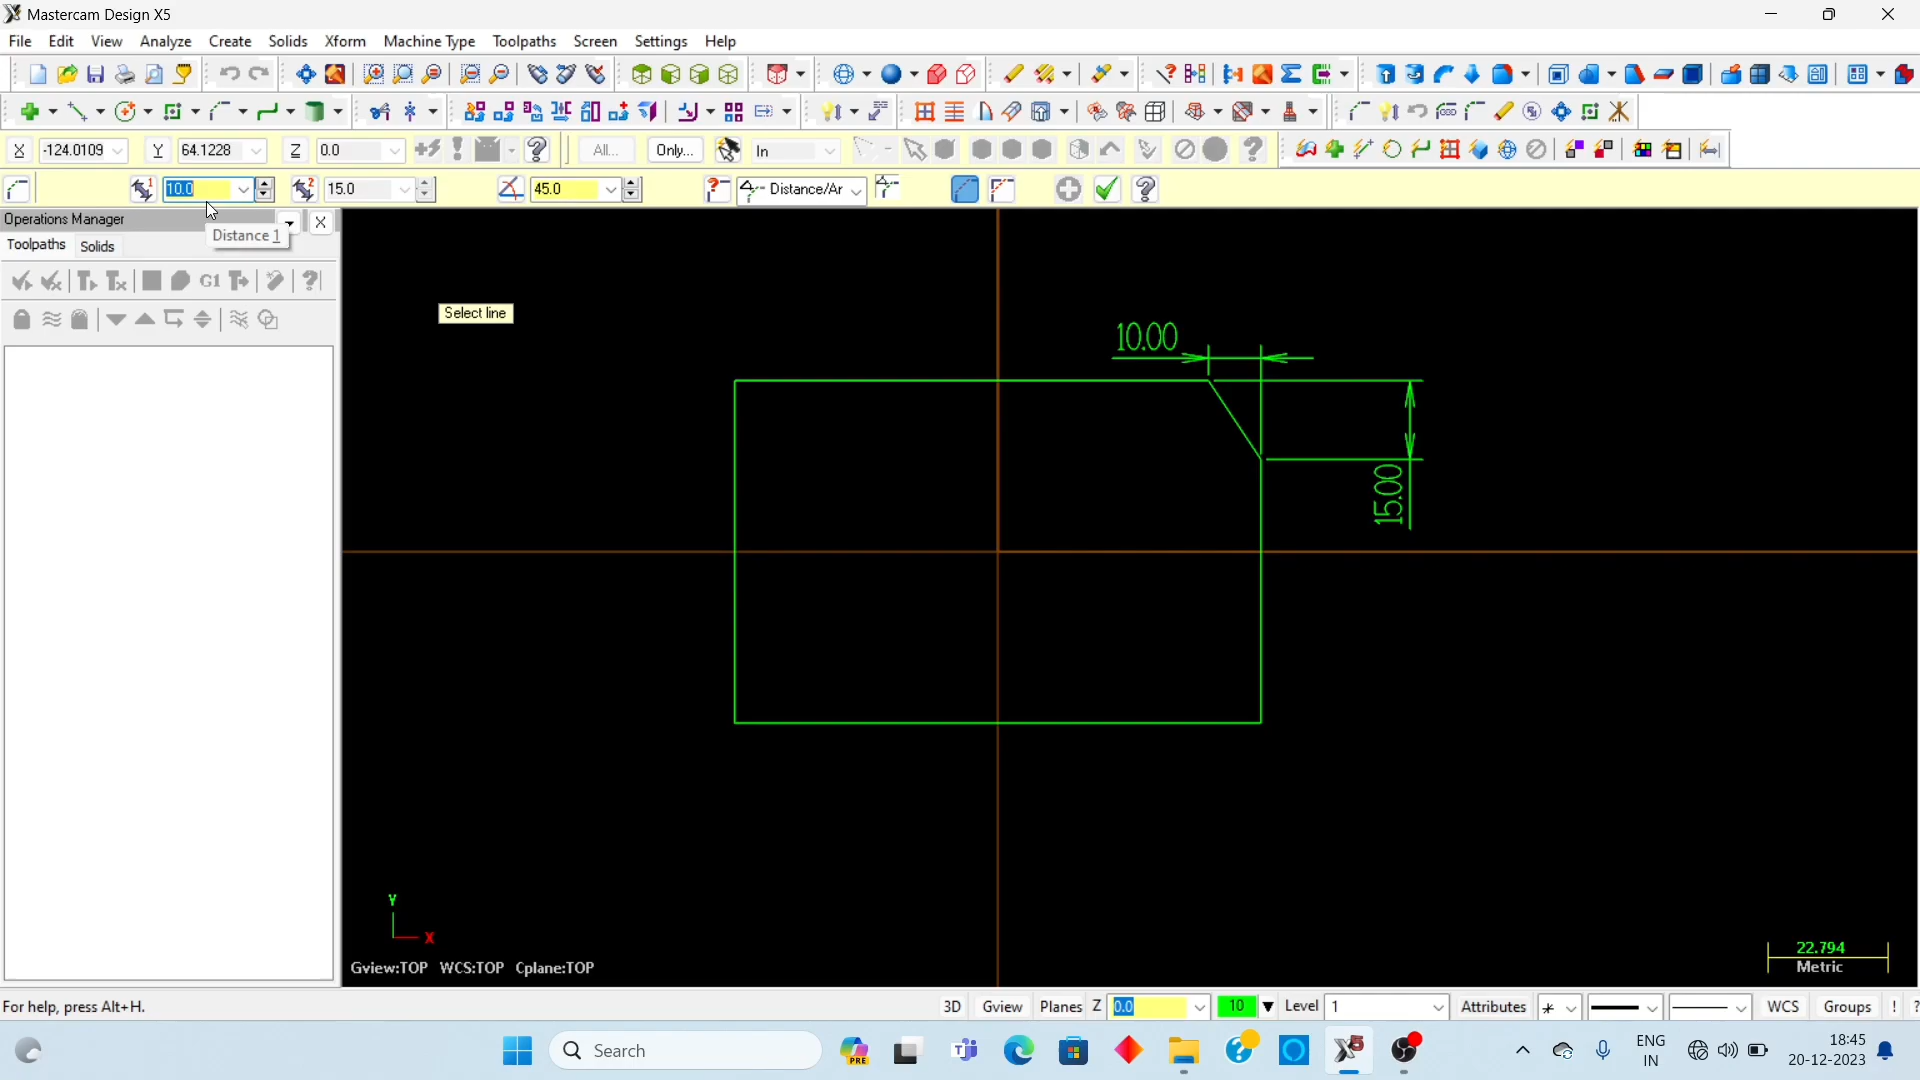 Mastercam Design X5
File Edit View Analyze Create Solids Xform Machine Type Toolpaths Screen Settings Help
X -124.0109 Y 64.1228 Z 0.0 All... Only... In
1 10.0 2 15.0 45.0 Distance/Ar
Operations Manager
Distance 1
Toolpaths Solids
G1
Select line
10.00
15.00
Y
X
Gview:TOP WCS:TOP Cplane:TOP
22.794
Metric
For help, press Alt+H.
3D Gview Planes Z 0.0 10 Level 1 Attributes WCS Groups ! ?
Search
PRE
ENG
IN
18:45
20-12-2023